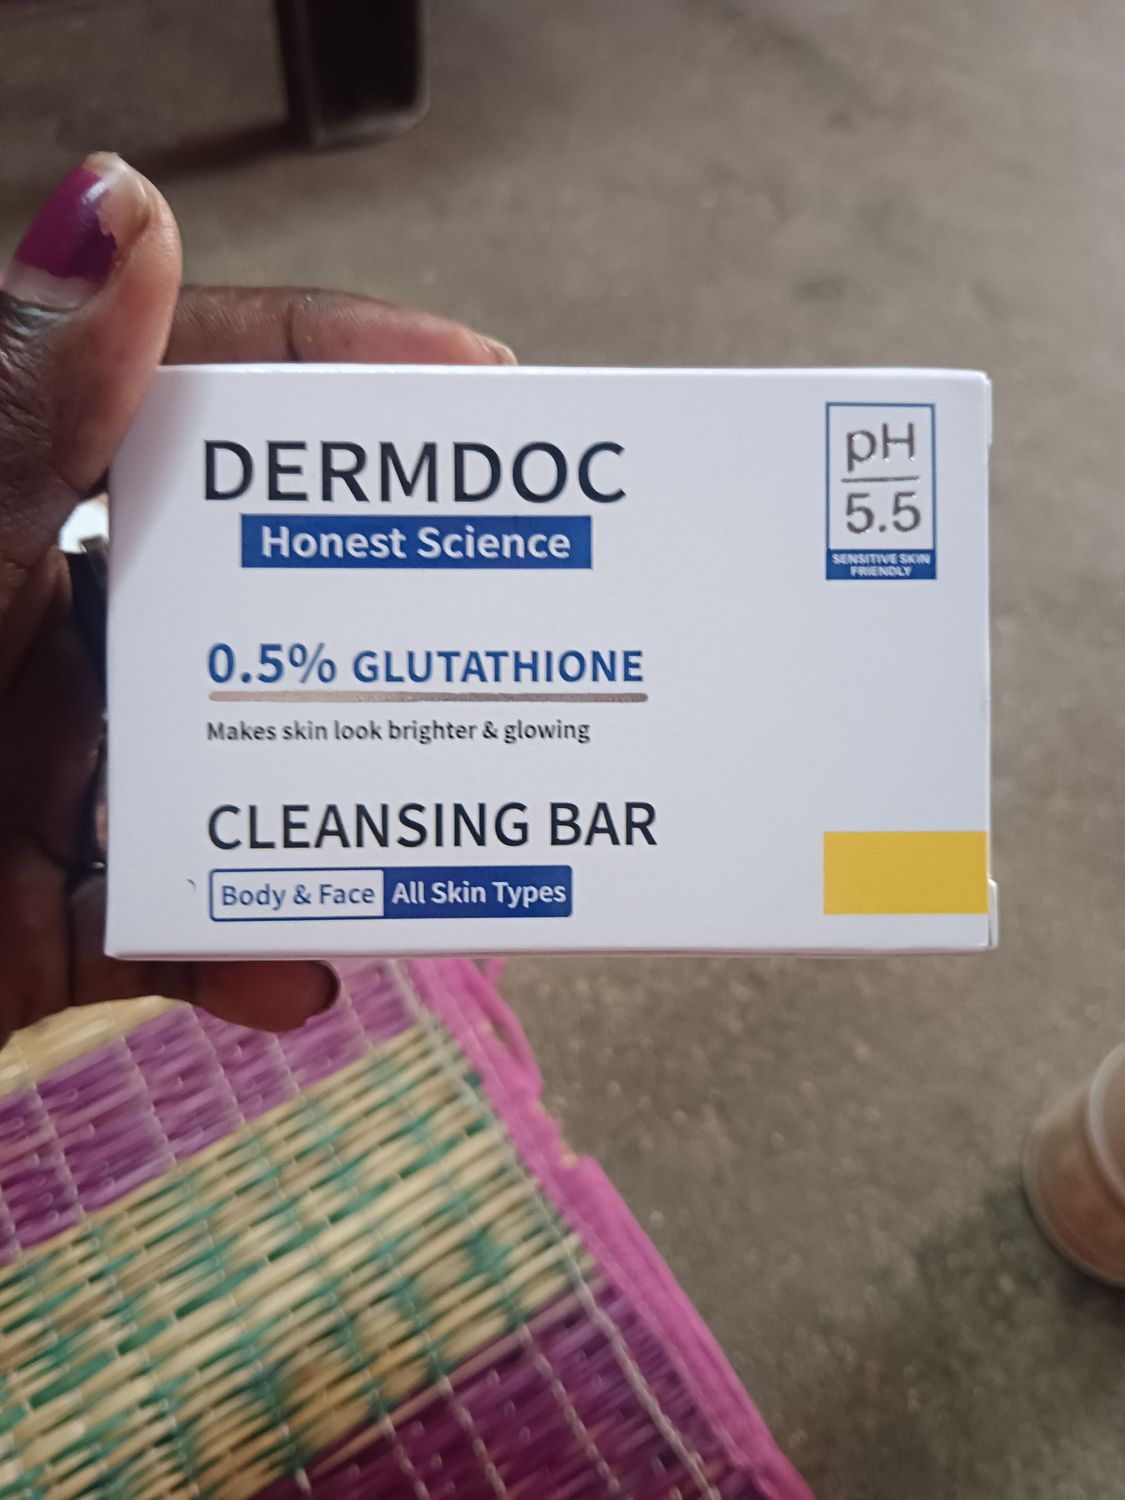 DERMDOC
Honest Science
pH
5.5
SENSITIVE SKIN
FRIENDLY
0.5% GLUTATHIONE
Makes skin look brighter & glowing
CLEANSING BAR
Body & Face All Skin Types